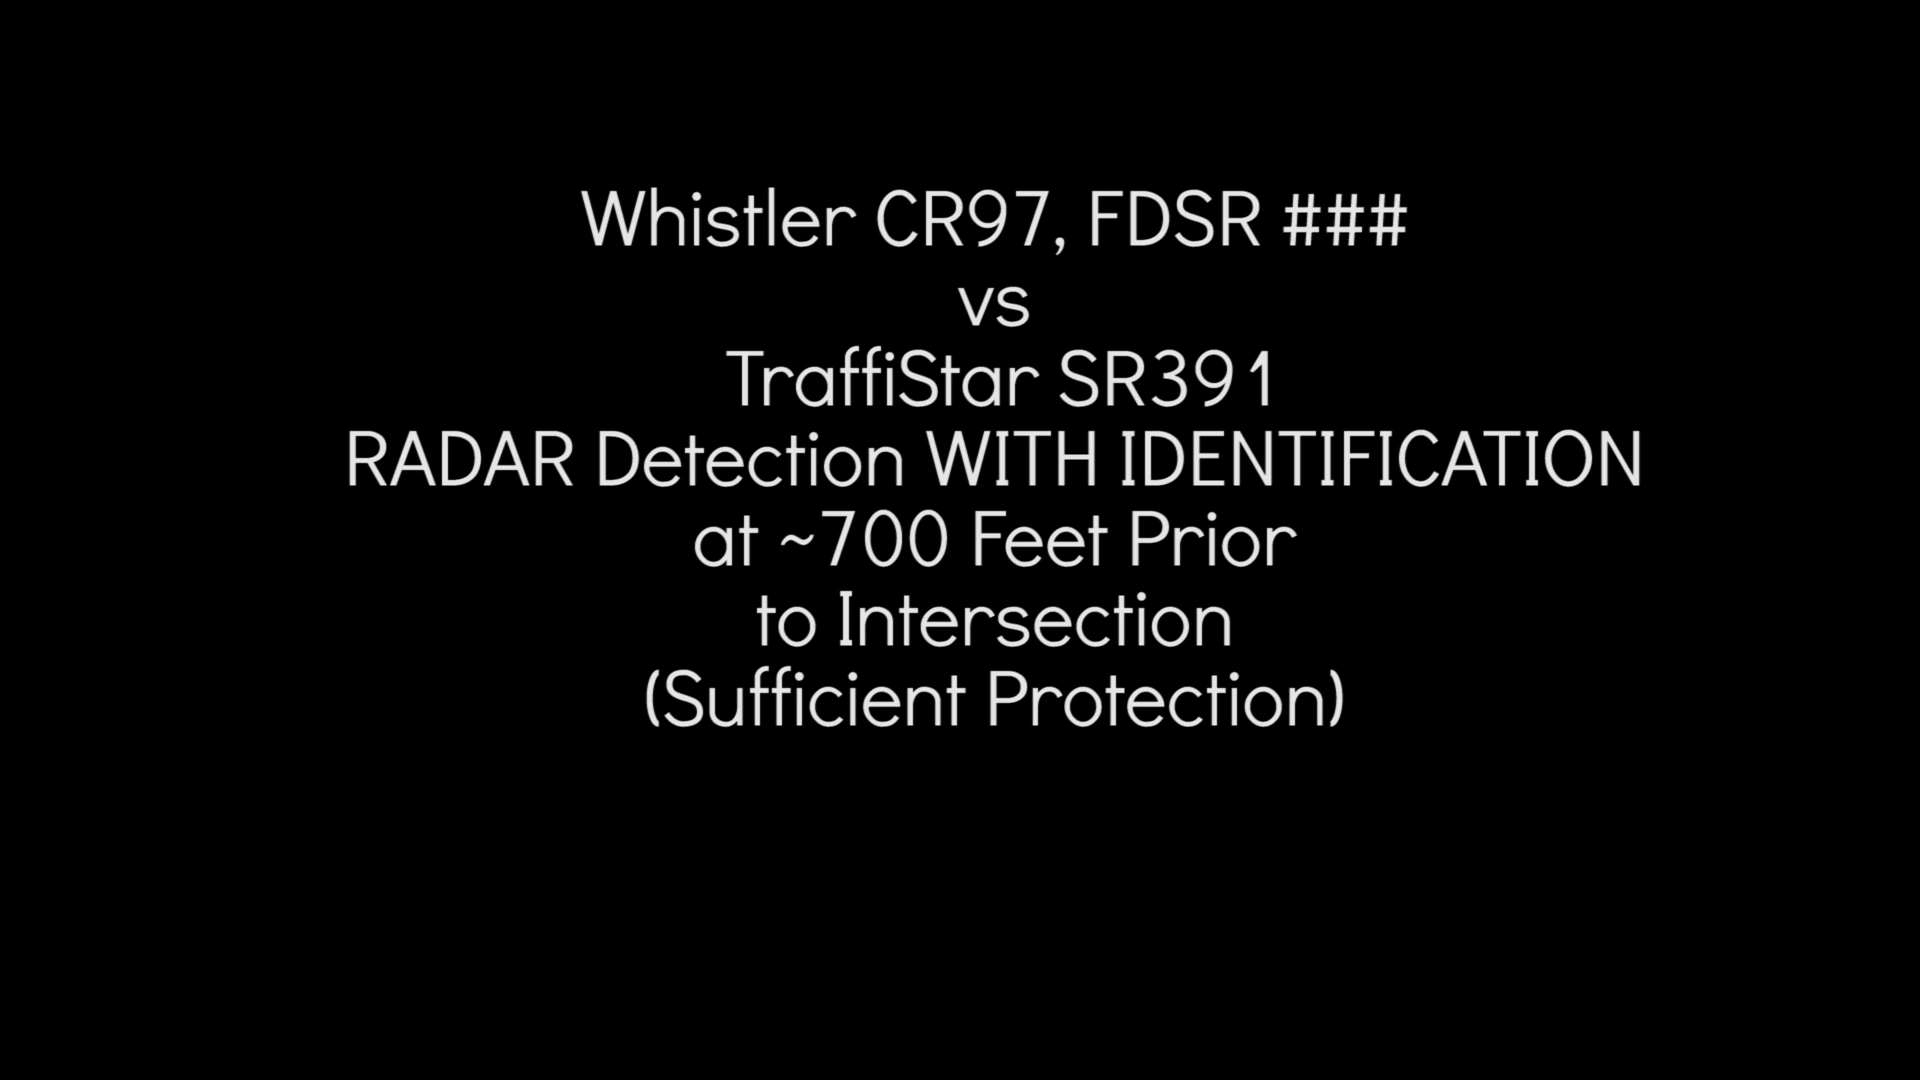 Whistler CR97, FDSR ###
vs
TraffiStar SR391
RADAR Detection WITH IDENTIFICATION
at ~700 Feet Prior
to Intersection
(Sufficient Protection)